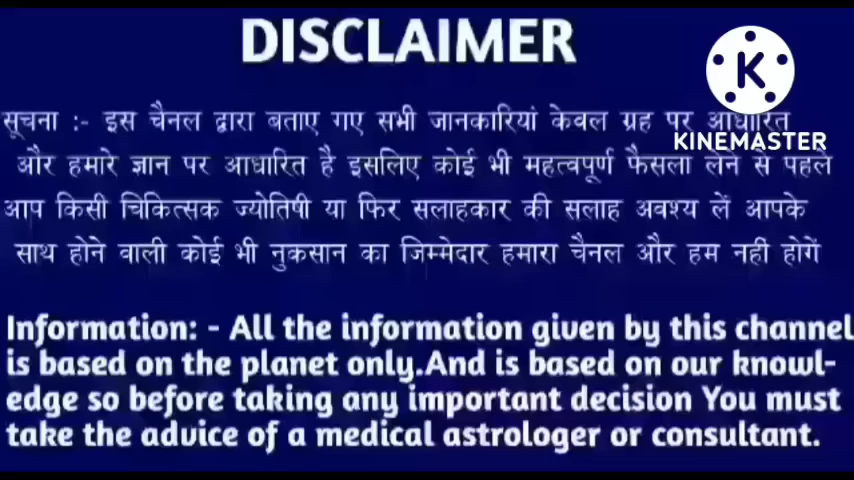 DISCLAIMER
सूचना :- इस चैनल द्वारा बताए गए सभी जानकारियां केवल ग्रह पर आधारित
KINEMASTER
और हमारे ज्ञान पर आधारित है इसलिए कोई भी महत्वपूर्ण फैसला लेने से पहले
आप किसी चिकित्सक ज्योतिषी या फिर सलाहकार की सलाह अवश्य लें आपके
साथ होने वाली कोई भी नुकसान का जिम्मेदार हमारा चैनल और हम नहीं होगें
Information: - All the information given by this channel
is based on the planet only.And is based on our knowl-
edge so before taking any important decision You must
take the advice of a medical astrologer or consultant.